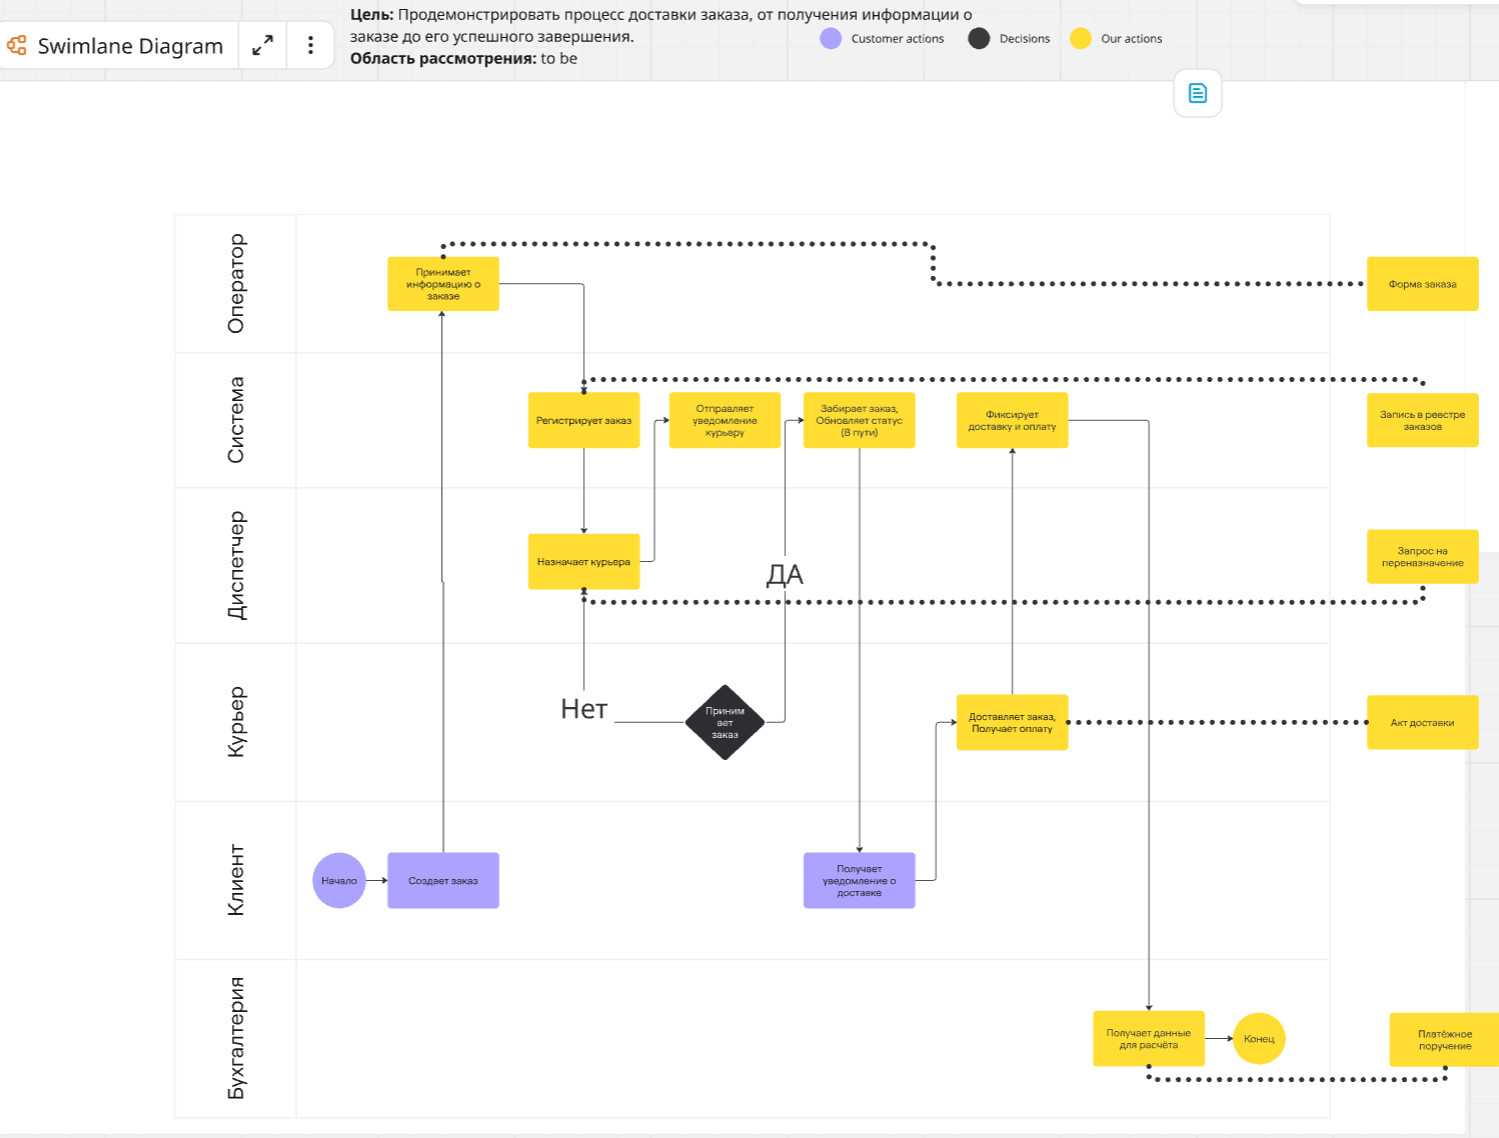 Цель: Продемонстрировать процесс доставки заказа, от получения информации о
заказе до его успешного завершения.
Область рассмотрения: to be
Swimlane Diagram
Customer actions
Decisions
Our actions
Оператор
Принимает
информацию о
заказе
Форма заказа
Система
Регистрирует заказ
Отправляет
уведомление
курьеру
Забирает заказ,
Обновляет статус
(В пути)
Фиксирует
доставку и оплату
Запись в реестре
заказов
Диспетчер
Назначает курьера
ДА
Запрос на
переназначение
Курьер
Нет
Приним
ает
заказ
Доставляет заказ,
Получает оплату
Акт доставки
Клиент
Начало
Создает заказ
Получает
уведомление о
доставке
Бухгалтерия
Получает данные
для расчёта
Конец
Платёжное
поручение